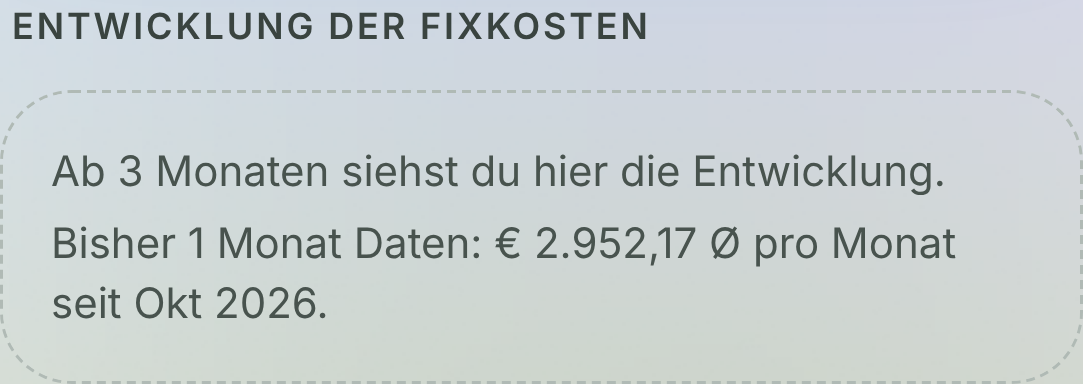 ENTWICKLUNG DER FIXKOSTEN
Ab 3 Monaten siehst du hier die Entwicklung.
Bisher 1 Monat Daten: € 2.952,17 Ø pro Monat
seit Okt 2026.